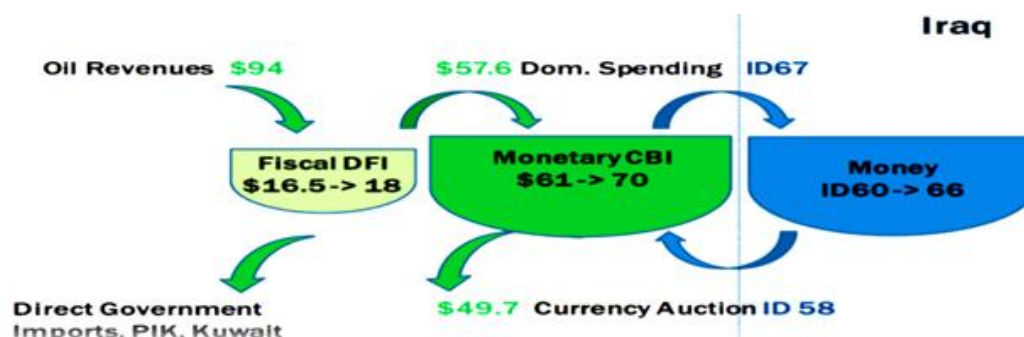 Iraq
Oil Revenues $94
$57.6 Dom. Spending ID67
Fiscal DFI
$16.5-> 18
Monetary CBI
$61-> 70
Money
ID60-> 66
Direct Government
Imports, PIK, Kuwait
$49.7 Currency Auction ID 58